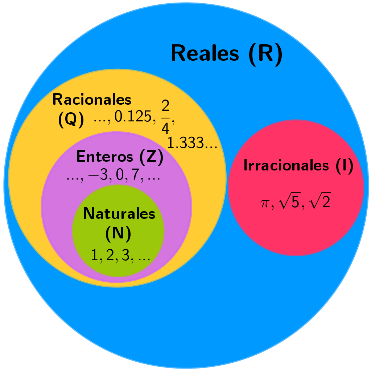 Reales (R)
Racionales
(Q)
..., 0.125, 2/4,
1.333...
Enteros (Z)
..., −3, 0, 7, ...
Naturales
(N)
1, 2, 3, ...
Irracionales (I)
π, √5, √2